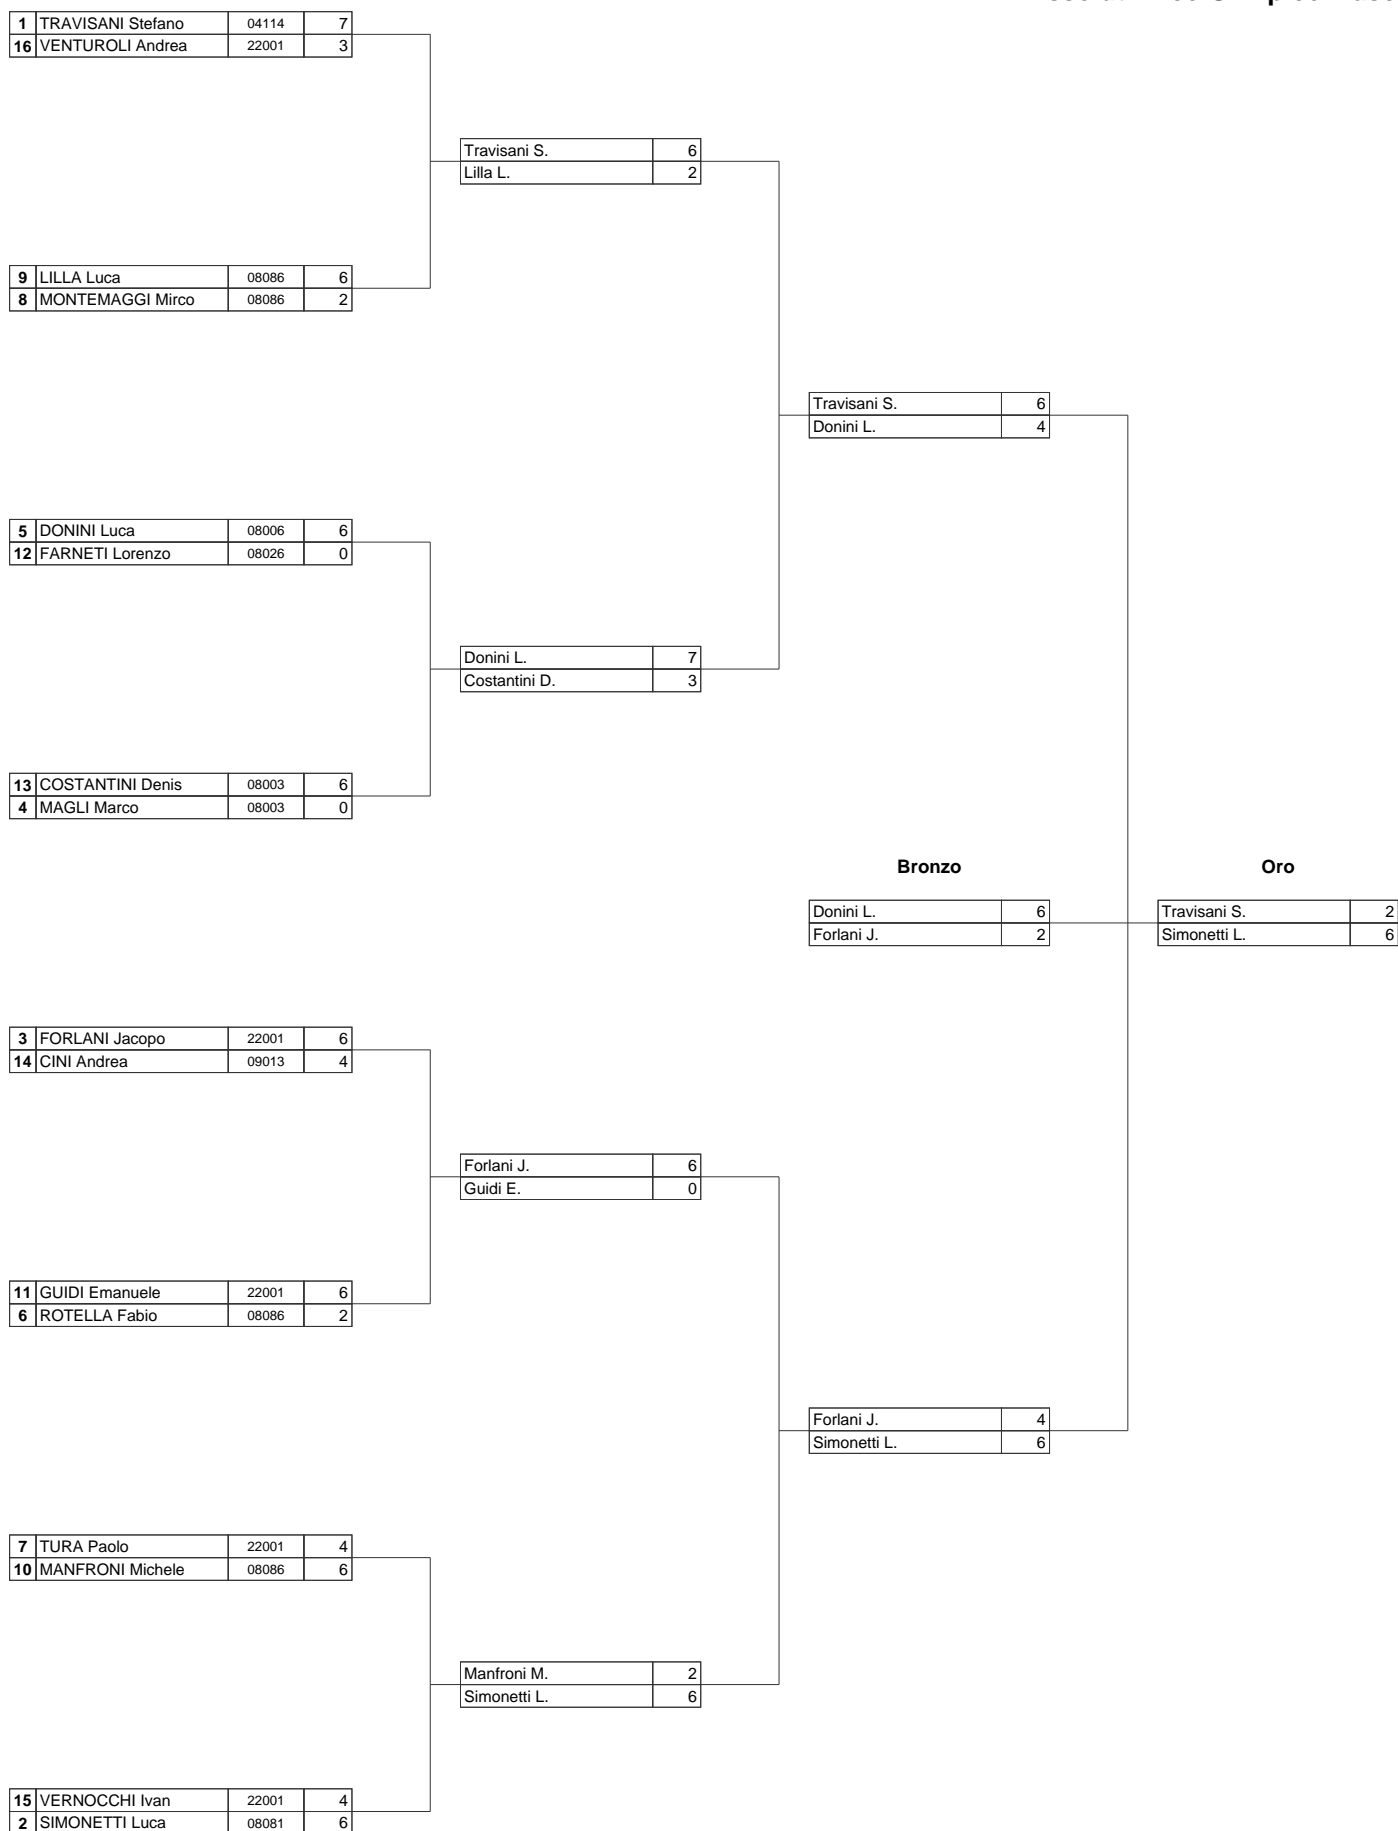 1 TRAVISANI Stefano 04114 7
16 VENTUROLI Andrea 22001 3
Travisani S. 6
Lilla L. 2
9 LILLA Luca 08086 6
8 MONTEMAGGI Mirco 08086 2
Travisani S. 6
Donini L. 4
5 DONINI Luca 08006 6
12 FARNETI Lorenzo 08026 0
Donini L. 7
Costantini D. 3
13 COSTANTINI Denis 08003 6
4 MAGLI Marco 08003 0
Bronzo Oro
Donini L. 6 Travisani S. 2
Forlani J. 2 Simonetti L. 6
3 FORLANI Jacopo 22001 6
14 CINI Andrea 09013 4
Forlani J. 6
Guidi E. 0
11 GUIDI Emanuele 22001 6
6 ROTELLA Fabio 08086 2
Forlani J. 4
Simonetti L. 6
7 TURA Paolo 22001 4
10 MANFRONI Michele 08086 6
Manfroni M. 2
Simonetti L. 6
15 VERNOCCHI Ivan 22001 4
2 SIMONETTI Luca 08081 6